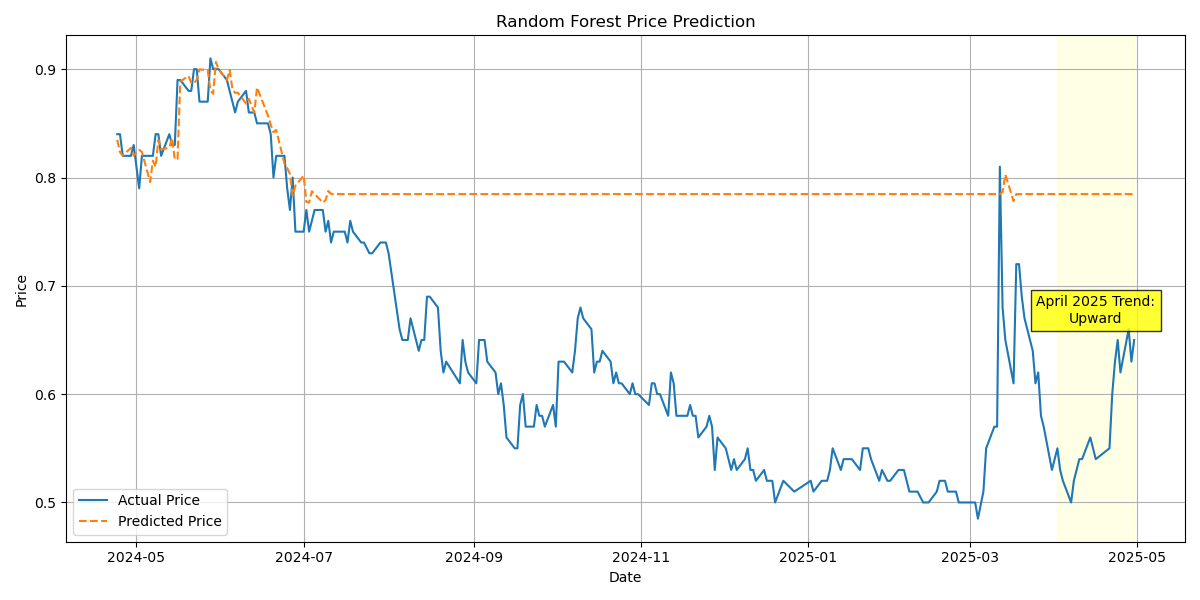 Random Forest Price Prediction
Price
0.9
0.8
0.7
0.6
0.5
April 2025 Trend:
Upward
Actual Price
Predicted Price
2024-05
2024-07
2024-09
2024-11
2025-01
2025-03
2025-05
Date